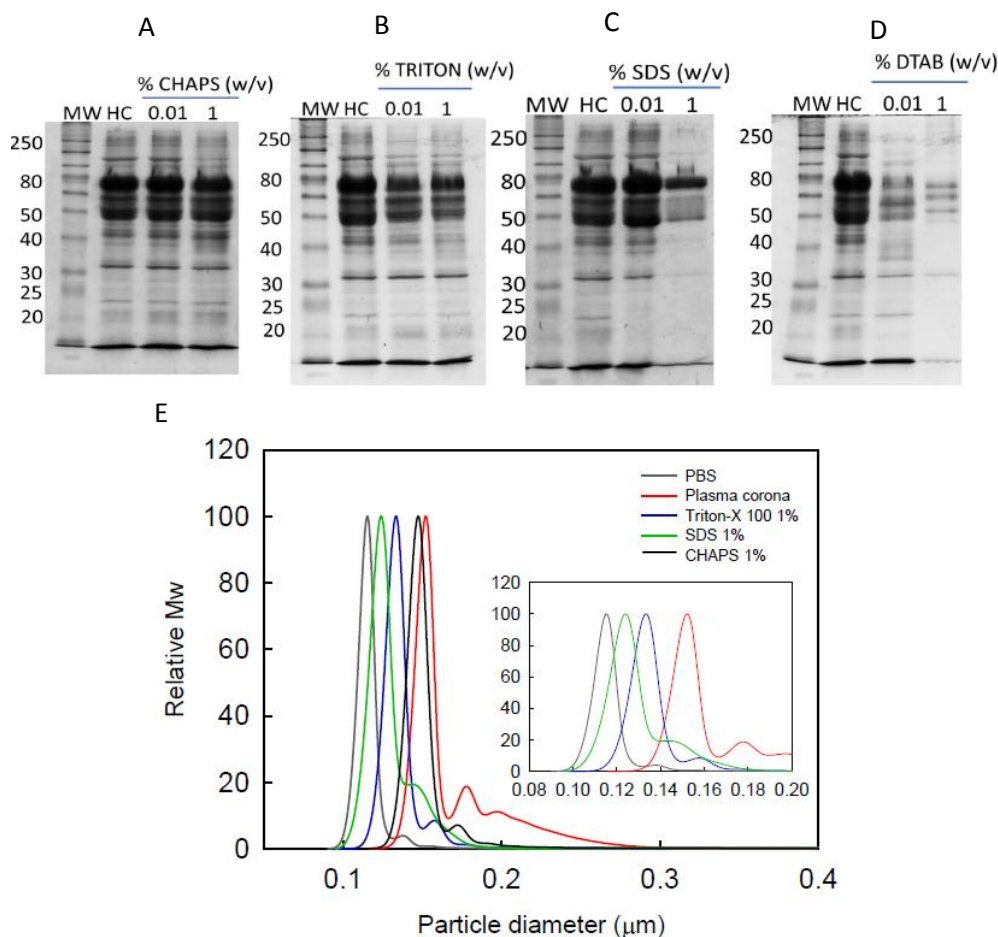 A
% CHAPS (w/v)
MW HC 0.01 1
250
80
50
40
30
25
20
B
% TRITON (w/v)
MW HC 0.01 1
250
80
50
40
30
25
20
C
% SDS (w/v)
MW HC 0.01 1
250
80
50
40
30
25
20
D
% DTAB (w/v)
MW HC 0.01 1
250
80
50
40
30
25
20
E
Relative Mw
120
100
80
60
40
20
0
0.1 0.2 0.3 0.4
Particle diameter (μm)
PBS
Plasma corona
Triton-X 100 1%
SDS 1%
CHAPS 1%
120
100
80
60
40
20
0
0.08 0.10 0.12 0.14 0.16 0.18 0.20